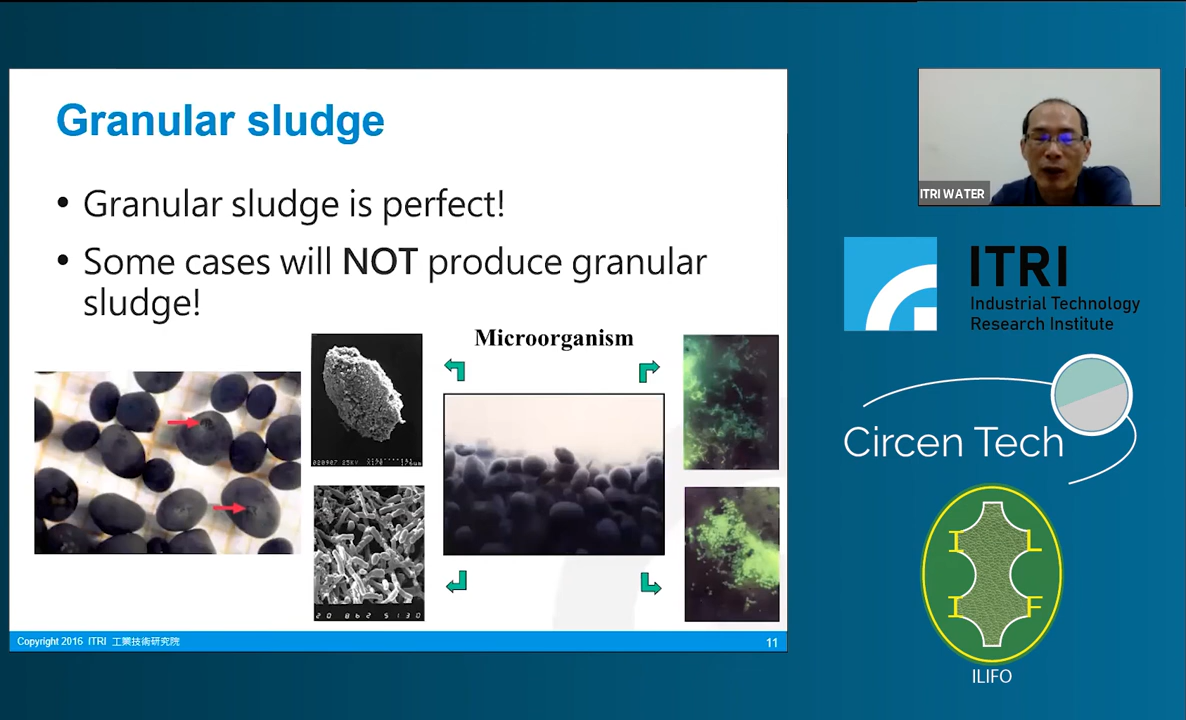 Granular sludge
• Granular sludge is perfect!
• Some cases will NOT produce granular
sludge!
Microorganism
Copyright 2016 ITRI 工業技術研究院
11
ITRI WATER
ITRI
Industrial Technology
Research Institute
Circen Tech
I L
I F
ILIFO